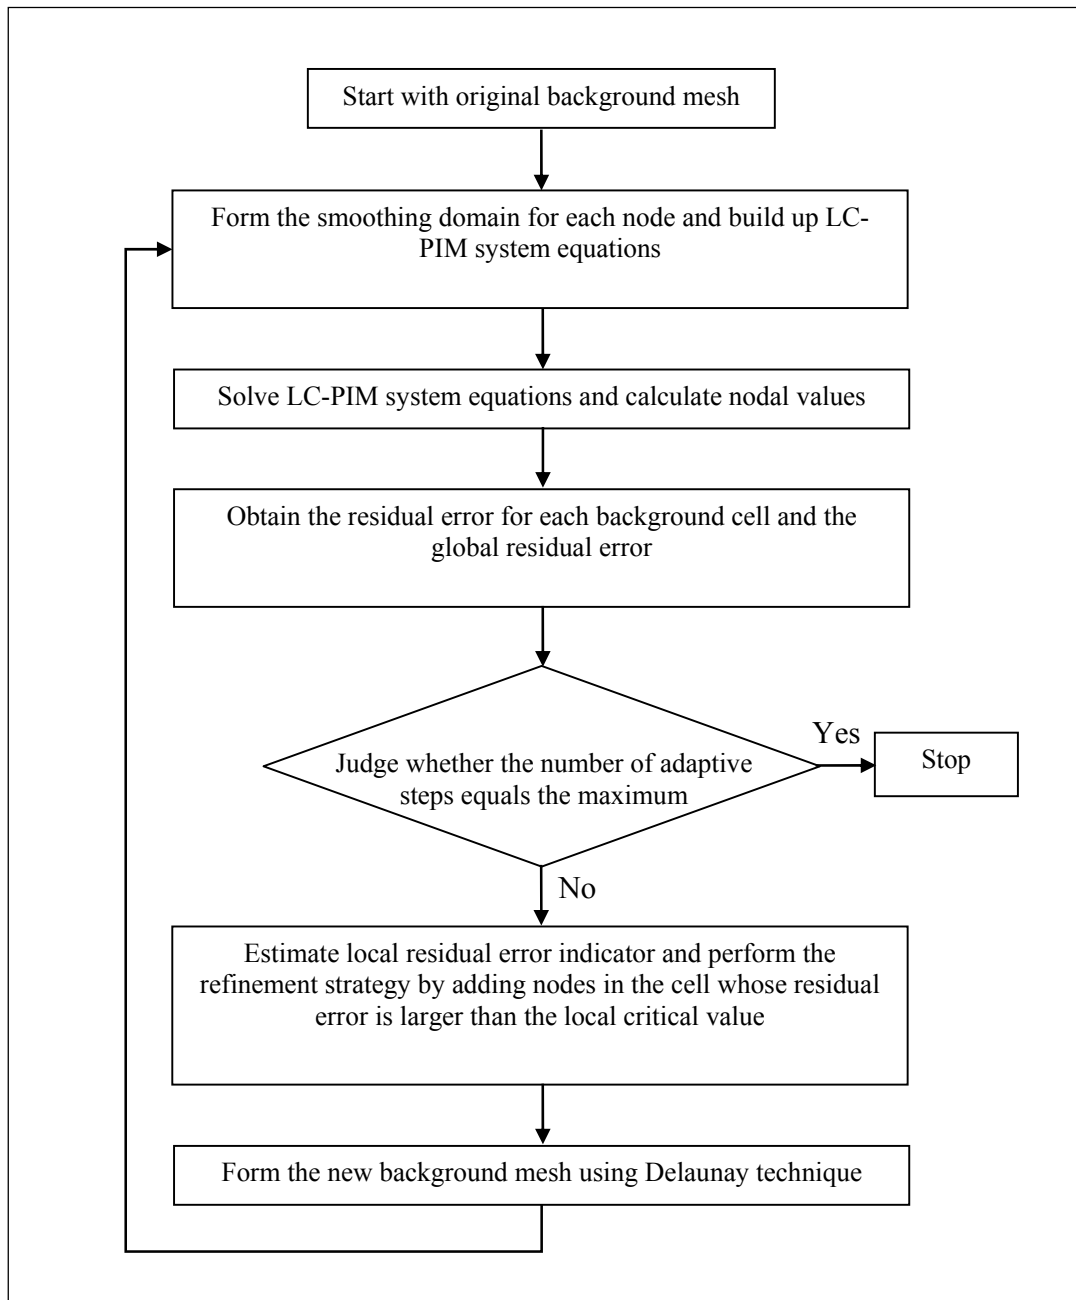 Start with original background mesh
Form the smoothing domain for each node and build up LC-
PIM system equations
Solve LC-PIM system equations and calculate nodal values
Obtain the residual error for each background cell and the
global residual error
Judge whether the number of adaptive
steps equals the maximum
Yes
Stop
No
Estimate local residual error indicator and perform the
refinement strategy by adding nodes in the cell whose residual
error is larger than the local critical value
Form the new background mesh using Delaunay technique